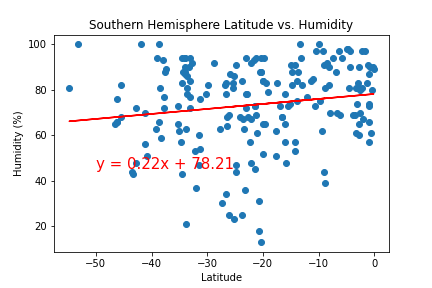 Southern Hemisphere Latitude vs. Humidity
100
80
60
40
20
Humidity (%)
y = 0.22x + 78.21
−50
−40
−30
−20
−10
0
Latitude